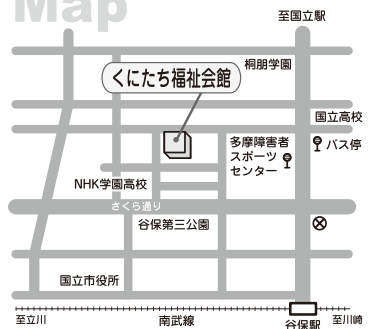 Map
至国立駅
桐朋学園
くにたち福祉会館
国立高校
多摩障害者
スポーツ
センター
バス停
NHK学園高校
さくら通り
谷保第三公園
国立市役所
至立川
南武線
谷保駅
至川崎